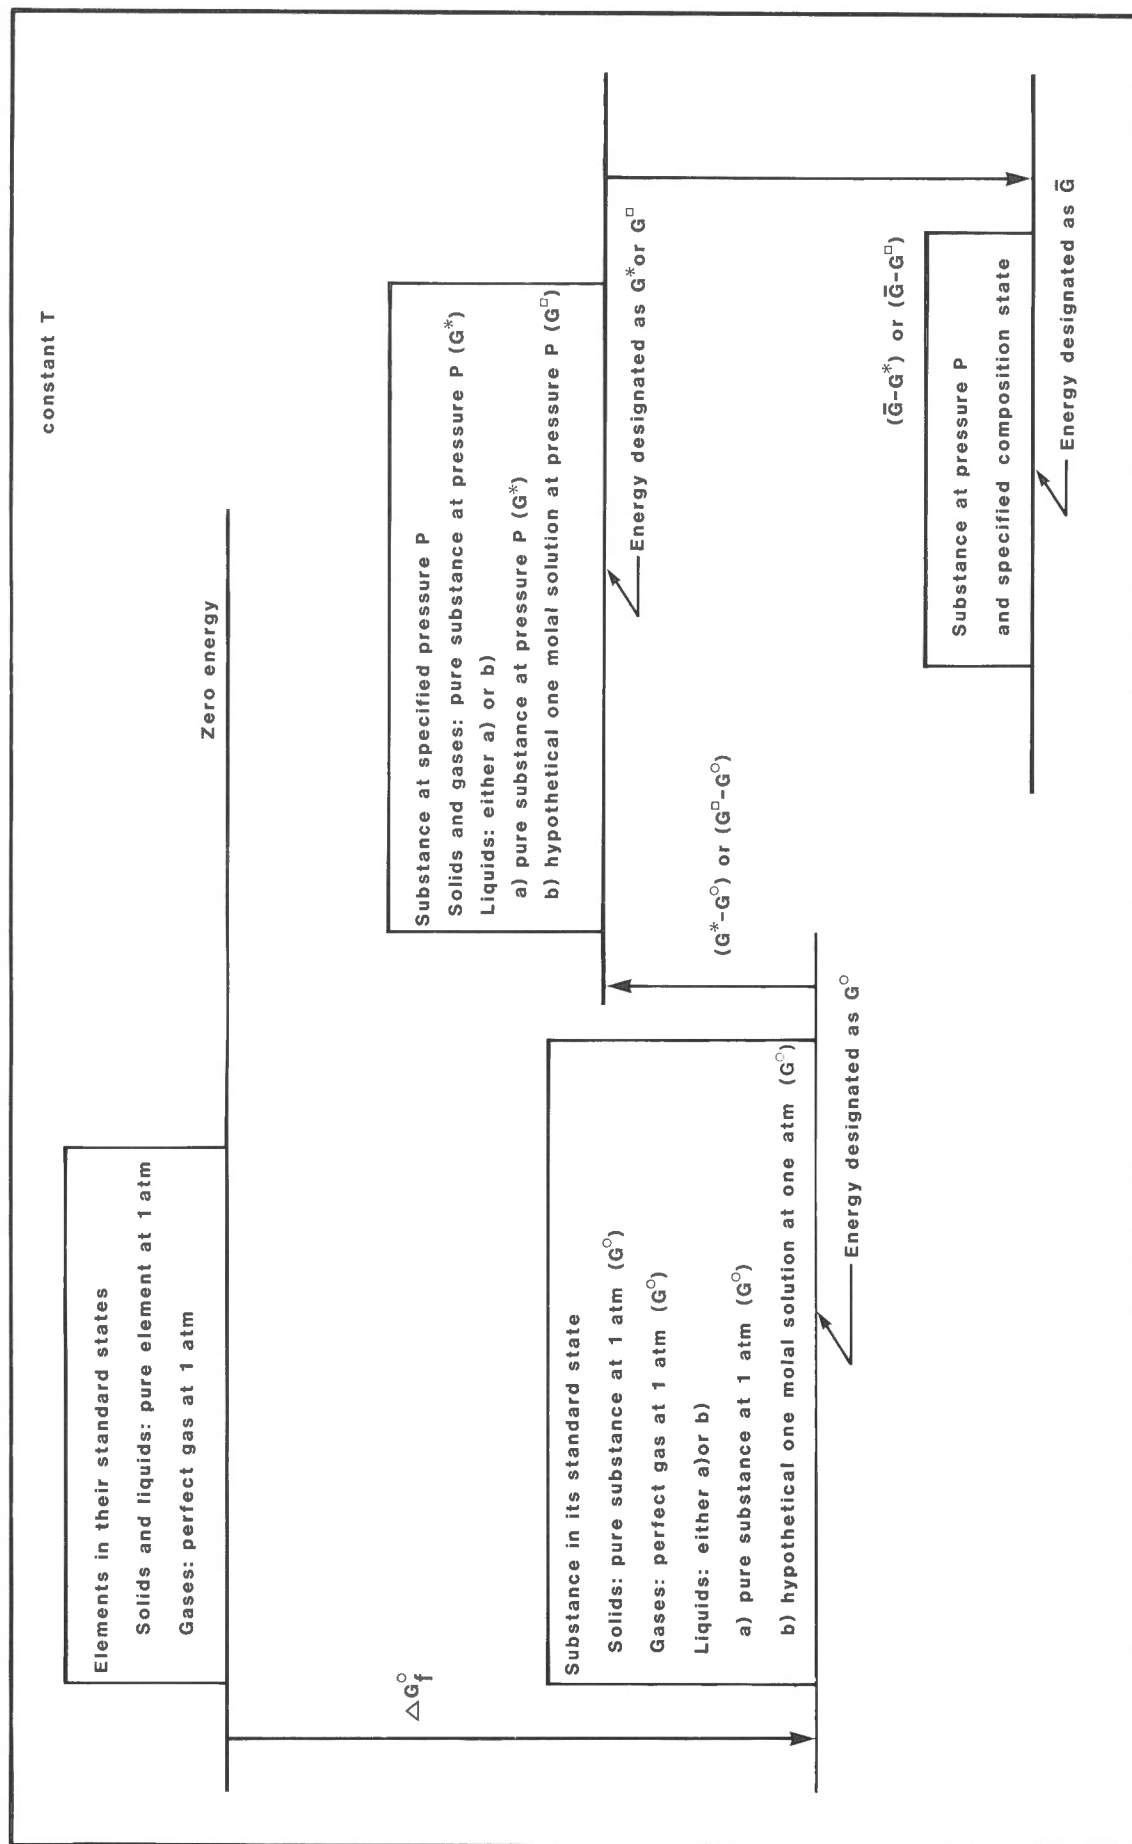 constant T
Elements in their standard states
Solids and liquids: pure element at 1 atm
Gases: perfect gas at 1 atm
Zero energy
△G°f
Substance at specified pressure P
Solids and gases: pure substance at pressure P (G*)
Liquids: either a) or b)
a) pure substance at pressure P (G*)
b) hypothetical one molal solution at pressure P (G□)
Energy designated as G*or G□
Substance in its standard state
Solids: pure substance at 1 atm (G°)
Gases: perfect gas at 1 atm (G°)
Liquids: either a)or b)
a) pure substance at 1 atm (G°)
b) hypothetical one molal solution at one atm (G°)
(G*-G°) or (G□-G°)
Energy designated as G°
(G̅-G*) or (G̅-G□)
Substance at pressure P
and specified composition state
Energy designated as G̅